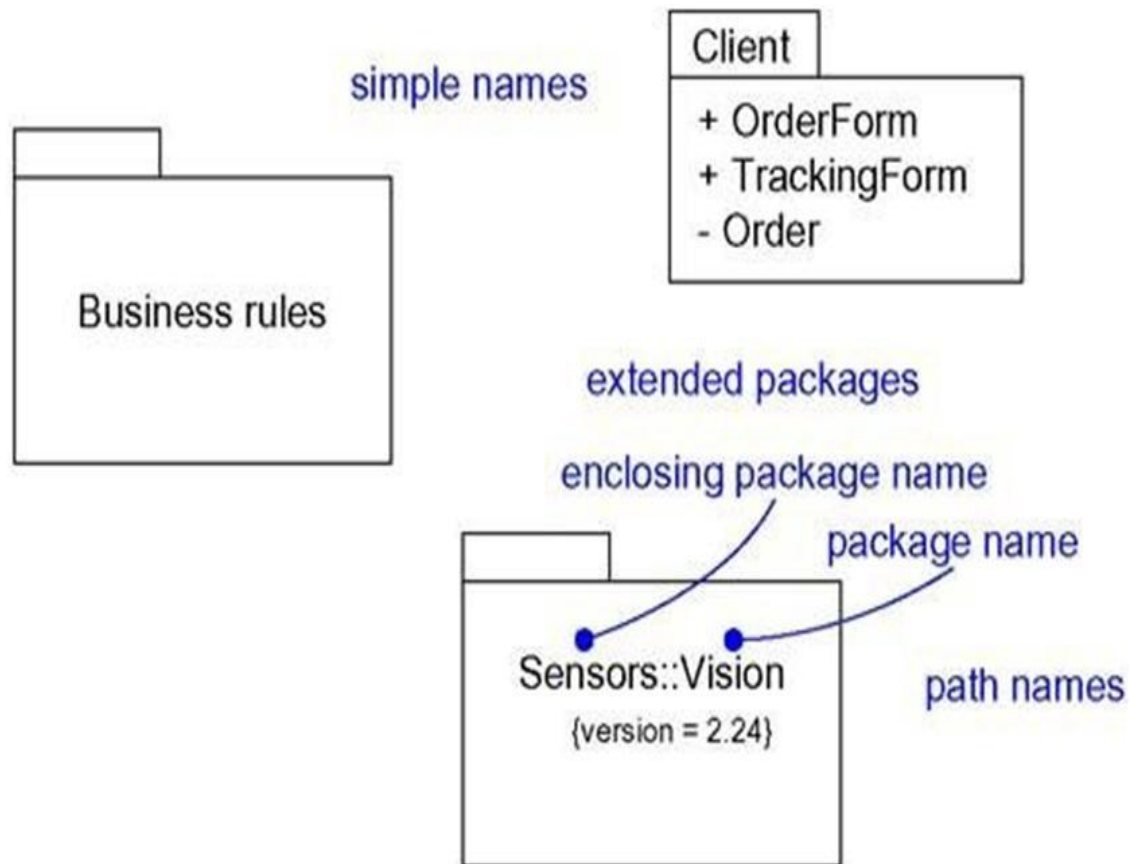 Client
simple names
+ OrderForm
+ TrackingForm
- Order
Business rules
extended packages
enclosing package name
package name
Sensors::Vision
path names
{version = 2.24}